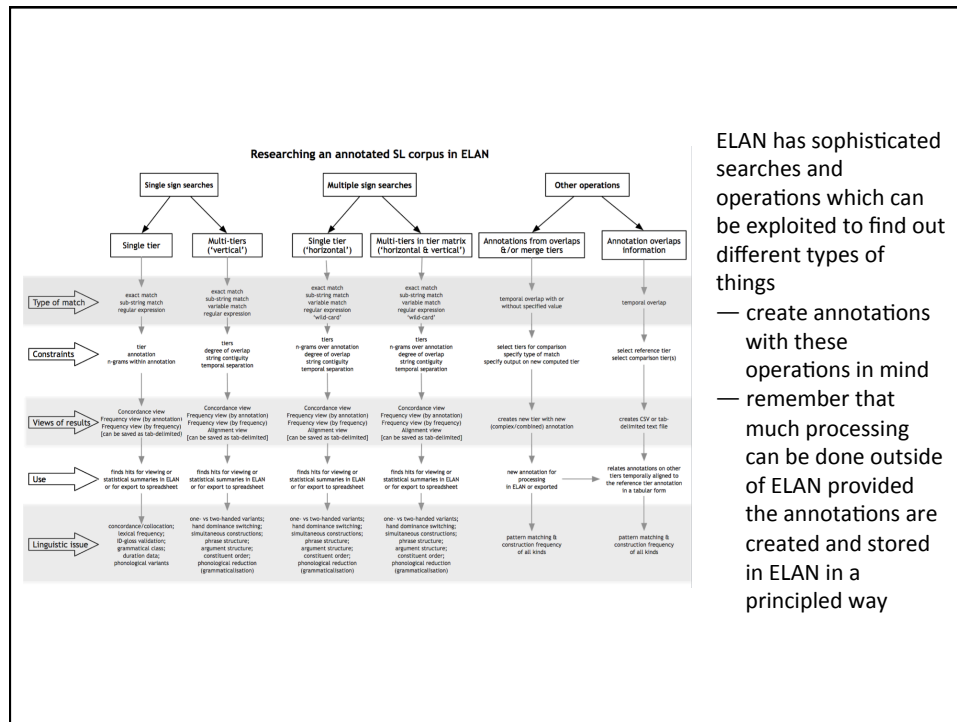 Researching an annotated SL corpus in ELAN
Single sign searches
Multiple sign searches
Other operations
Single tier
Multi-tiers
(‘vertical’)
Single tier
(‘horizontal’)
Multi-tiers in tier matrix
(‘horizontal & vertical’)
Annotations from overlaps
&/or merge tiers
Annotation overlaps
information
Type of match
exact match
sub-string match
regular expression
exact match
sub-string match
variable match
regular expression
exact match
sub-string match
variable match
regular expression
‘wild-card’
exact match
sub-string match
variable match
regular expression
‘wild-card’
temporal overlap with or
without specified value
temporal overlap
Constraints
tier
annotation
n-grams within annotation
tiers
degree of overlap
string contiguity
temporal separation
tiers
n-grams over annotation
degree of overlap
string contiguity
temporal separation
tiers
n-grams over annotation
degree of overlap
string contiguity
temporal separation
select tiers for comparison
specify type of match
specify output on new computed tier
select reference tier
select comparison tier(s)
Views of results
Concordance view
Frequency view (by annotation)
Frequency view (by frequency)
[can be saved as tab-delimited]
Concordance view
Frequency view (by annotation)
Frequency view (by frequency)
Alignment view
[can be saved as tab-delimited]
Concordance view
Frequency view (by annotation)
Frequency view (by frequency)
Alignment view
[can be saved as tab-delimited]
Concordance view
Frequency view (by annotation)
Frequency view (by frequency)
Alignment view
[can be saved as tab-delimited]
creates new tier with new
(complex/combined) annotation
creates CSV or tab-
delimited text file
Use
finds hits for viewing or
statistical summaries in ELAN
or for export to spreadsheet
finds hits for viewing or
statistical summaries in ELAN
or for export to spreadsheet
finds hits for viewing or
statistical summaries in ELAN
or for export to spreadsheet
finds hits for viewing or
statistical summaries in ELAN
or for export to spreadsheet
new annotation for
processing
in ELAN or exported
relates annotations on other
tiers temporally aligned to
the reference tier annotation
in a tabular form
Linguistic issue
concordance/collocation;
lexical frequency;
ID-gloss validation;
grammatical class;
duration data;
phonological variants
one- vs two-handed variants;
hand dominance switching;
simultaneous constructions;
phrase structure;
argument structure;
constituent order;
phonological reduction
(grammaticalisation)
one- vs two-handed variants;
hand dominance switching;
simultaneous constructions;
phrase structure;
argument structure;
constituent order;
phonological reduction
(grammaticalisation)
one- vs two-handed variants;
hand dominance switching;
simultaneous constructions;
phrase structure;
argument structure;
constituent order;
phonological reduction
(grammaticalisation)
pattern matching &
construction frequency
of all kinds
pattern matching &
construction frequency
of all kinds
ELAN has sophisticated
searches and
operations which can
be exploited to find out
different types of
things
— create annotations
with these
operations in mind
— remember that
much processing
can be done outside
of ELAN provided
the annotations are
created and stored
in ELAN in a
principled way